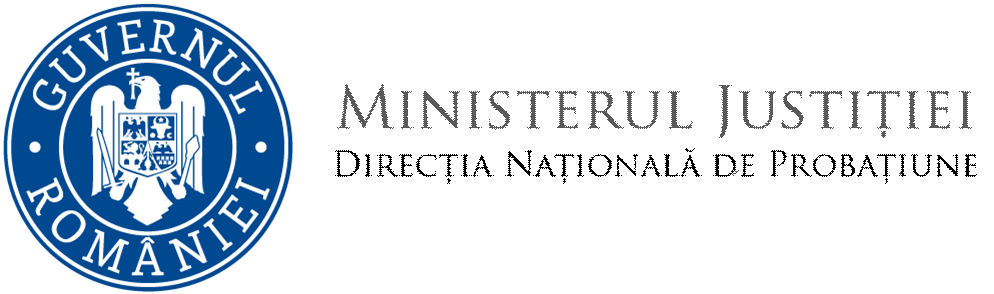 GUVERNUL
ROMÂNIEI
MINISTERUL JUSTIȚIEI
DIRECȚIA NAȚIONALĂ DE PROBAȚIUNE